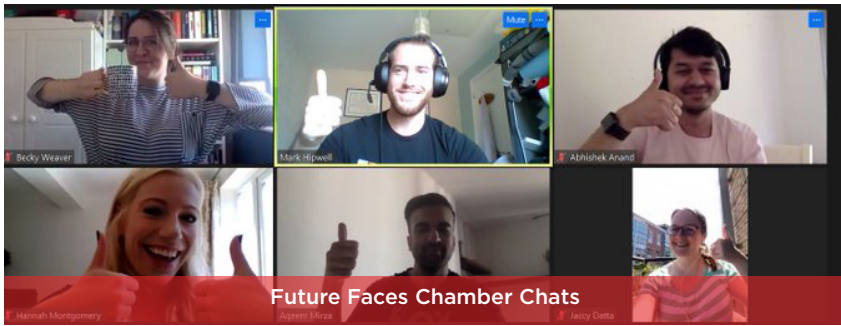 Mute
Becky Weaver
Mark Hipwell
Abhishek Anand
Future Faces Chamber Chats
Hannah Montgomery
Aqeem Mirza
Jaccy Datta